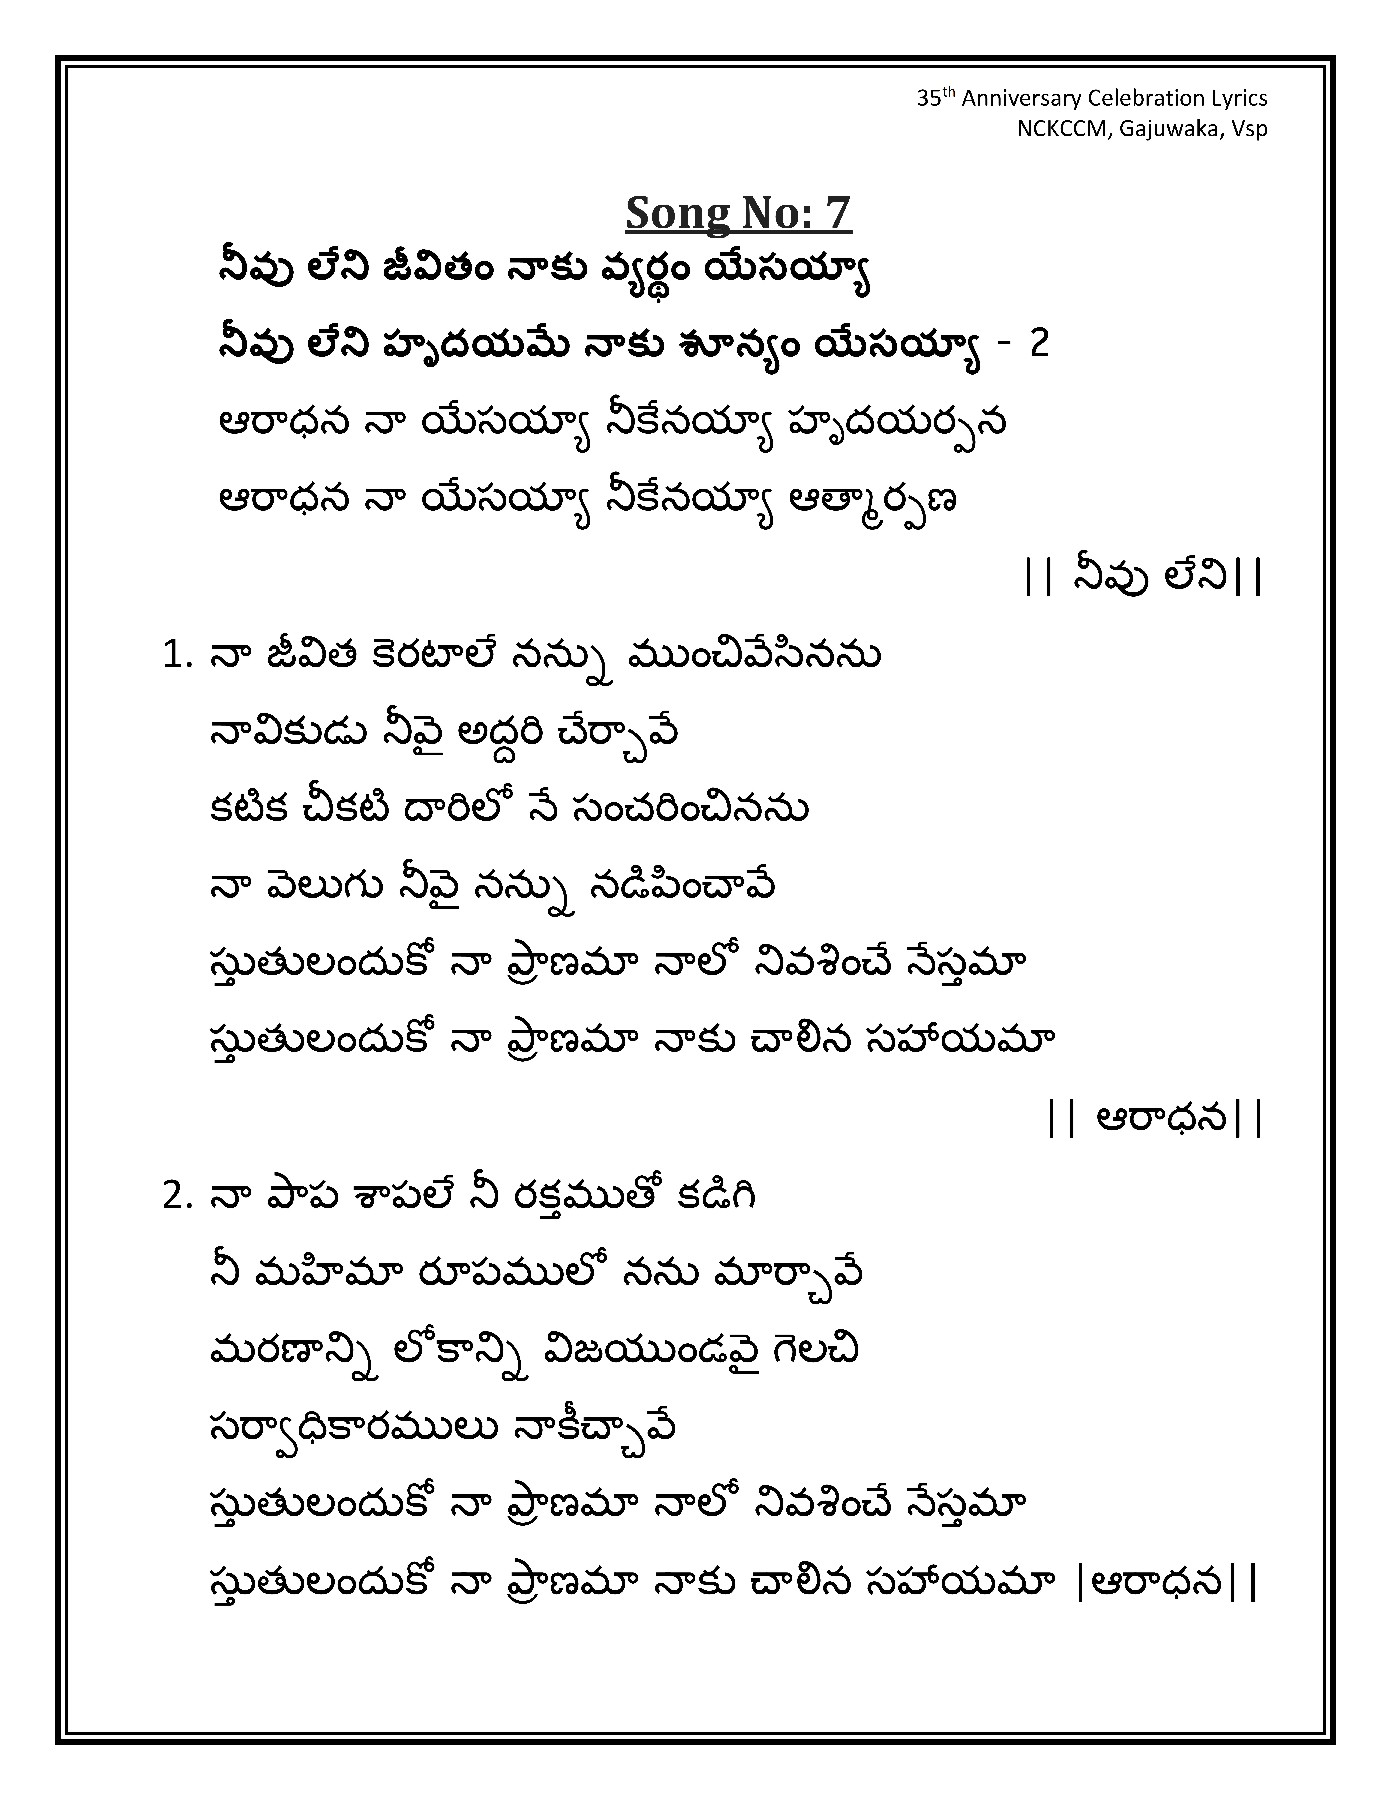 35th Anniversary Celebration Lyrics
NCKCCM, Gajuwaka, Vsp
Song No: 7
నీవు లేని జీవితం నాకు వ్యర్థం యేసయ్యా
నీవు లేని హృదయమే నాకు శూన్యం యేసయ్యా - 2
ఆరాధన నా యేసయ్యా నీకేనయ్యా హృదయర్పన
ఆరాధన నా యేసయ్యా నీకేనయ్యా ఆత్మార్పణ
|| నీవు లేని||
1. నా జీవిత కెరటాలే నన్ను ముంచివేసినను
నావికుడు నీవై అద్దరి చేర్చావే
కటిక చీకటి దారిలో నే సంచరించినను
నా వెలుగు నీవై నన్ను నడిపించావే
స్తుతులందుకో నా ప్రాణమా నాలో నివశించే నేస్తమా
స్తుతులందుకో నా ప్రాణమా నాకు చాలిన సహాయమా
|| ఆరాధన||
2. నా పాప శాపలే నీ రక్తముతో కడిగి
నీ మహిమా రూపములో నను మార్చావే
మరణాన్ని లోకాన్ని విజయుండవై గెలచి
సర్వాధికారములు నాకీచ్చావే
స్తుతులందుకో నా ప్రాణమా నాలో నివశించే నేస్తమా
స్తుతులందుకో నా ప్రాణమా నాకు చాలిన సహాయమా |ఆరాధన||